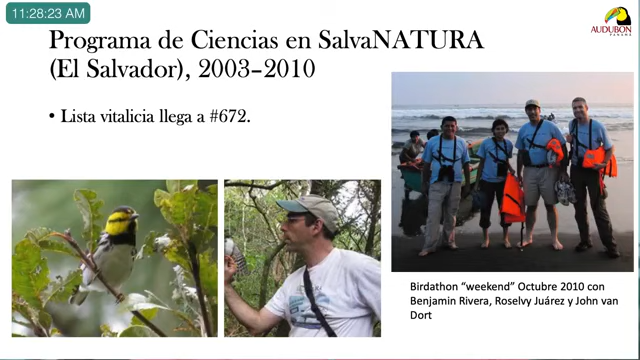 11:28:23 AM
AUDUBON
PANAMÁ
Programa de Ciencias en SalvaNATURA
(El Salvador), 2003–2010
• Lista vitalicia llega a #672.
Birdathon “weekend” Octubre 2010 con
Benjamin Rivera, Roselvy Juárez y John van
Dort